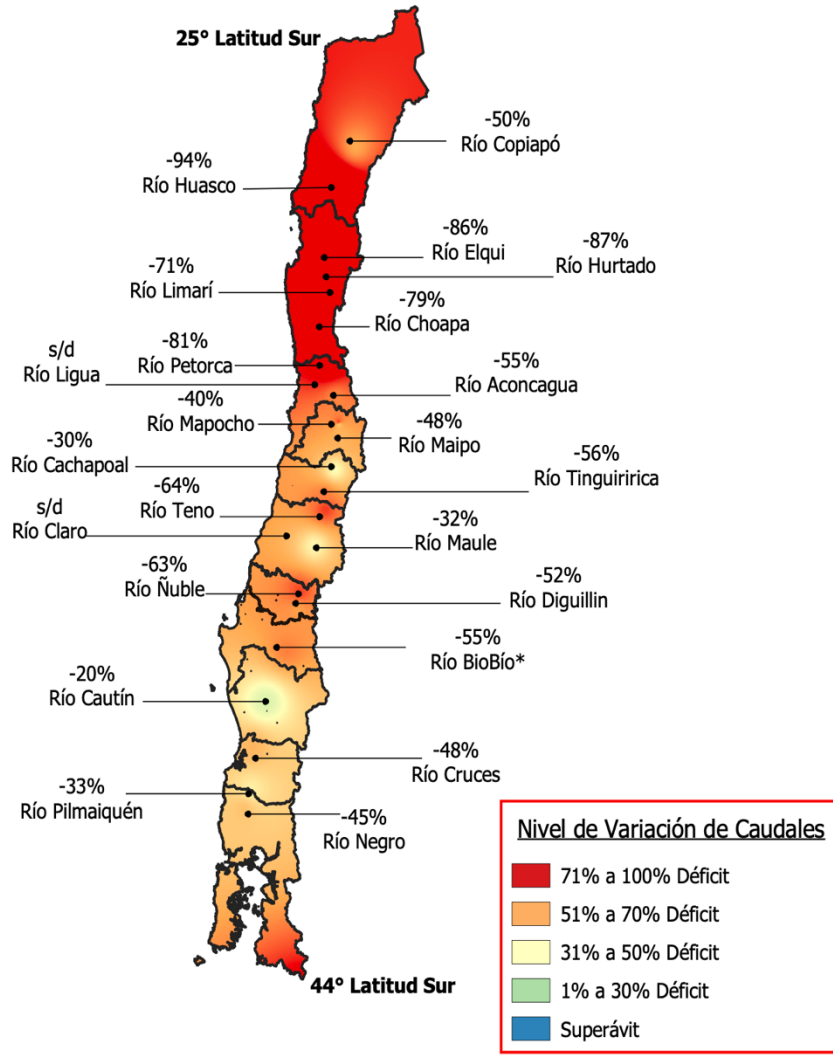 25° Latitud Sur
-50%
Río Copiapó
-94%
Río Huasco
-86%
Río Elqui
-87%
Río Hurtado
-71%
Río Limarí
-79%
Río Choapa
-81%
Río Petorca
s/d
Río Ligua
-55%
Río Aconcagua
-40%
Río Mapocho
-48%
Río Maipo
-30%
Río Cachapoal
-56%
Río Tinguiririca
-64%
Río Teno
s/d
Río Claro
-32%
Río Maule
-63%
Río Ñuble
-52%
Río Diguillin
-55%
Río BioBío*
-20%
Río Cautín
-48%
Río Cruces
-33%
Río Pilmaiquén
-45%
Río Negro
44° Latitud Sur
Nivel de Variación de Caudales
71% a 100% Déficit
51% a 70% Déficit
31% a 50% Déficit
1% a 30% Déficit
Superávit